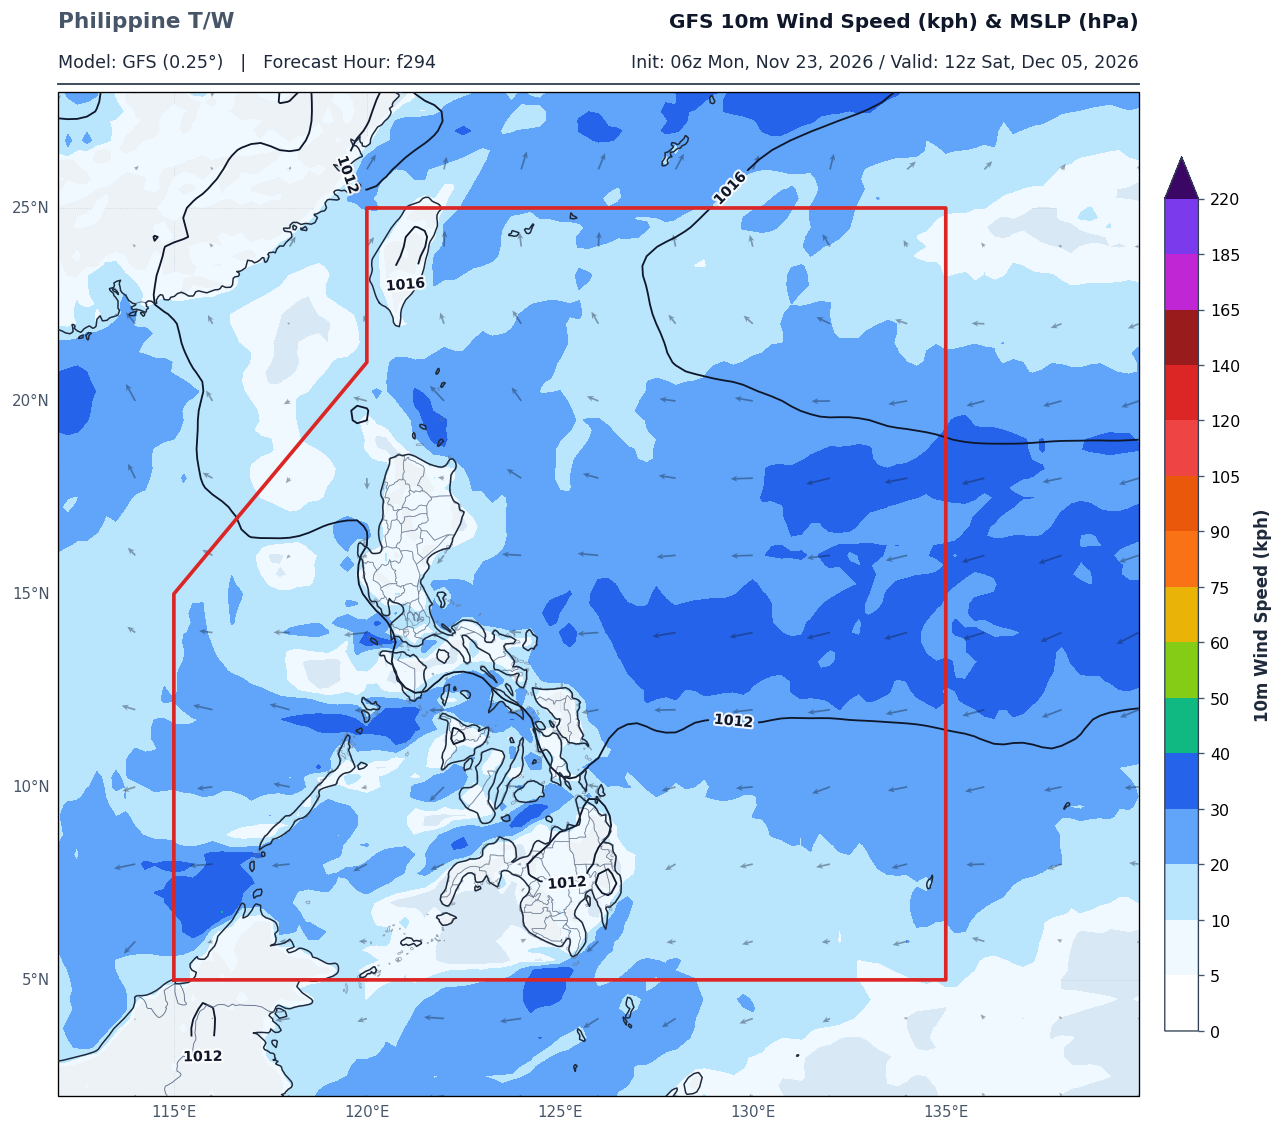 Philippine T/W
GFS 10m Wind Speed (kph) & MSLP (hPa)
Model: GFS (0.25°) | Forecast Hour: f294
Init: 06z Mon, Nov 23, 2026 / Valid: 12z Sat, Dec 05, 2026
1012
1016
25°N
1016
20°N
15°N
1012
10°N
1012
5°N
1012
115°E
120°E
125°E
130°E
135°E
220
185
165
140
120
105
90
75
60
50
40
30
20
10
5
0
10m Wind Speed (kph)